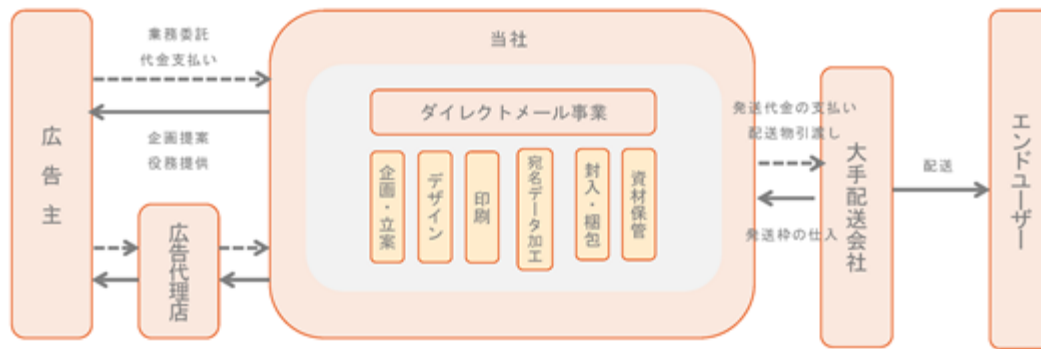 広告主
業務委託
代金支払い
企画提案
役務提供
広告代理店
当社
ダイレクトメール事業
企画・立案
デザイン
印刷
宛名データ加工
封入・梱包
資材保管
発送代金の支払い
配送物引渡し
発送枠の仕入
大手配送会社
配送
エンドユーザー